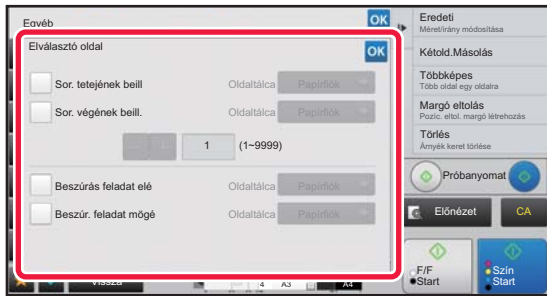 Egyéb
OK
Elválasztó oldal
OK
Sor. tetejének beill
Oldaltálca
Papírfiók
Sor. végének beill.
Oldaltálca
Papírfiók
1
(1~9999)
Beszúrás feladat elé
Oldaltálca
Papírfiók
Beszúr. feladat mögé
Oldaltálca
Papírfiók
Vissza
4
A3
A4
Eredeti
Méret/irány módosítása
Kétold.Másolás
Többképes
Több oldal egy oldalra
Margó eltolás
Pozíc. eltol. margó létrehozás
Törlés
Árnyék keret törlése
Próbanyomat
Előnézet
CA
F/F
Start
Szín
Start